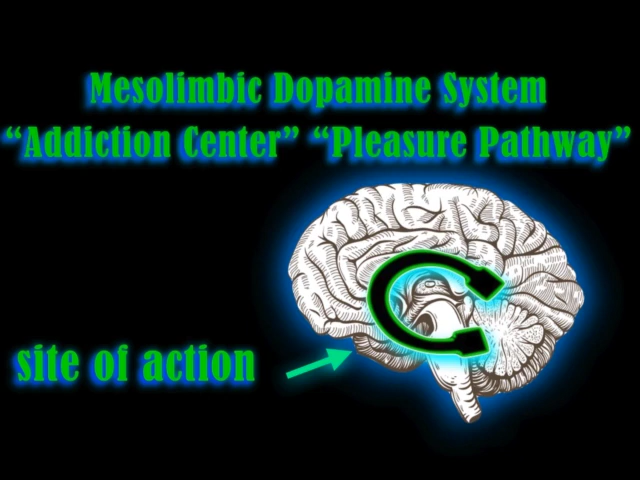 Mesolimbic Dopamine System
“Addiction Center” “Pleasure Pathway”
site of action